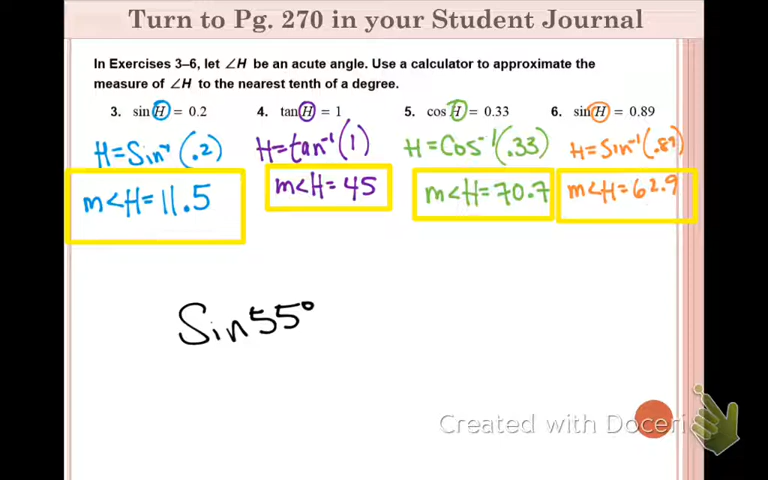 Turn to Pg. 270 in your Student Journal
In Exercises 3–6, let ∠H be an acute angle. Use a calculator to approximate the
measure of ∠H to the nearest tenth of a degree.
3. sin H = 0.2 4. tan H = 1 5. cos H = 0.33 6. sin H = 0.89
H=Sin⁻¹(.2) H=tan⁻¹(1) H=Cos⁻¹(.33) H=Sin⁻¹(.89)
m∠H=11.5 m∠H=45 m∠H=70.7 m∠H=62.9
Sin55°
Created with Doceri